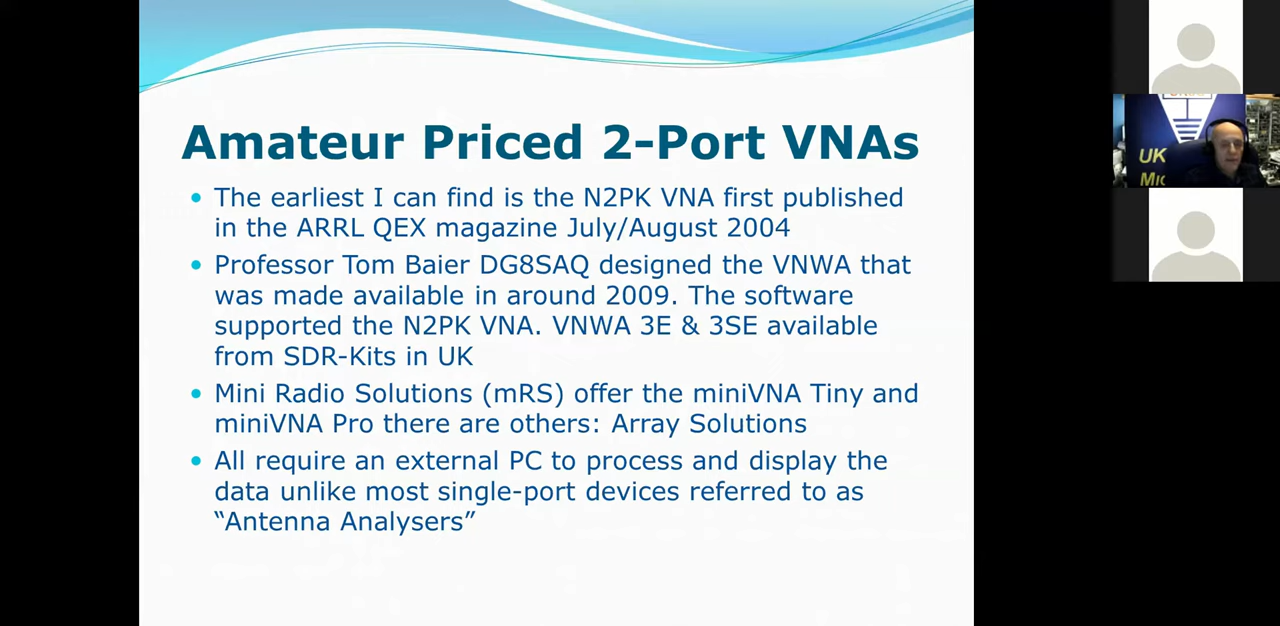 Amateur Priced 2-Port VNAs
• The earliest I can find is the N2PK VNA first published
in the ARRL QEX magazine July/August 2004
• Professor Tom Baier DG8SAQ designed the VNWA that
was made available in around 2009. The software
supported the N2PK VNA. VNWA 3E & 3SE available
from SDR-Kits in UK
• Mini Radio Solutions (mRS) offer the miniVNA Tiny and
miniVNA Pro there are others: Array Solutions
• All require an external PC to process and display the
data unlike most single-port devices referred to as
“Antenna Analysers”
UK